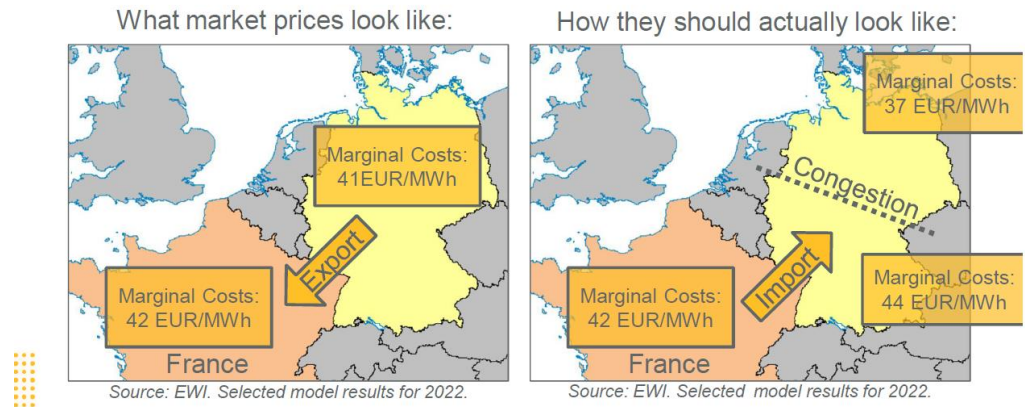 What market prices look like:
Marginal Costs:
41EUR/MWh
Export
Marginal Costs:
42 EUR/MWh
France
Source: EWI. Selected model results for 2022.
How they should actually look like:
Marginal Costs:
37 EUR/MWh
Congestion
Import
Marginal Costs:
42 EUR/MWh
Marginal Costs:
44 EUR/MWh
France
Source: EWI. Selected model results for 2022.